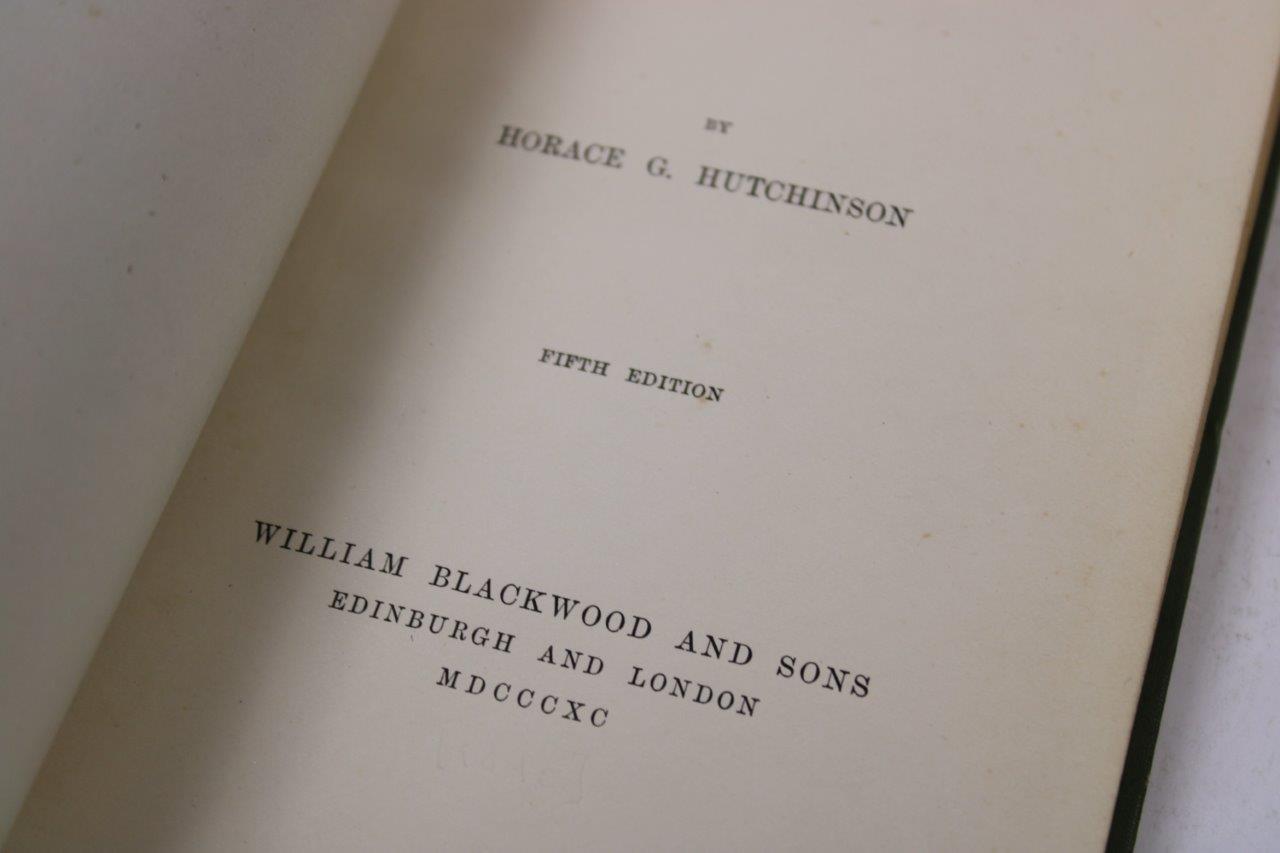 BY
HORACE G. HUTCHINSON
FIFTH EDITION
WILLIAM BLACKWOOD AND SONS
EDINBURGH AND LONDON
MDCCCXC